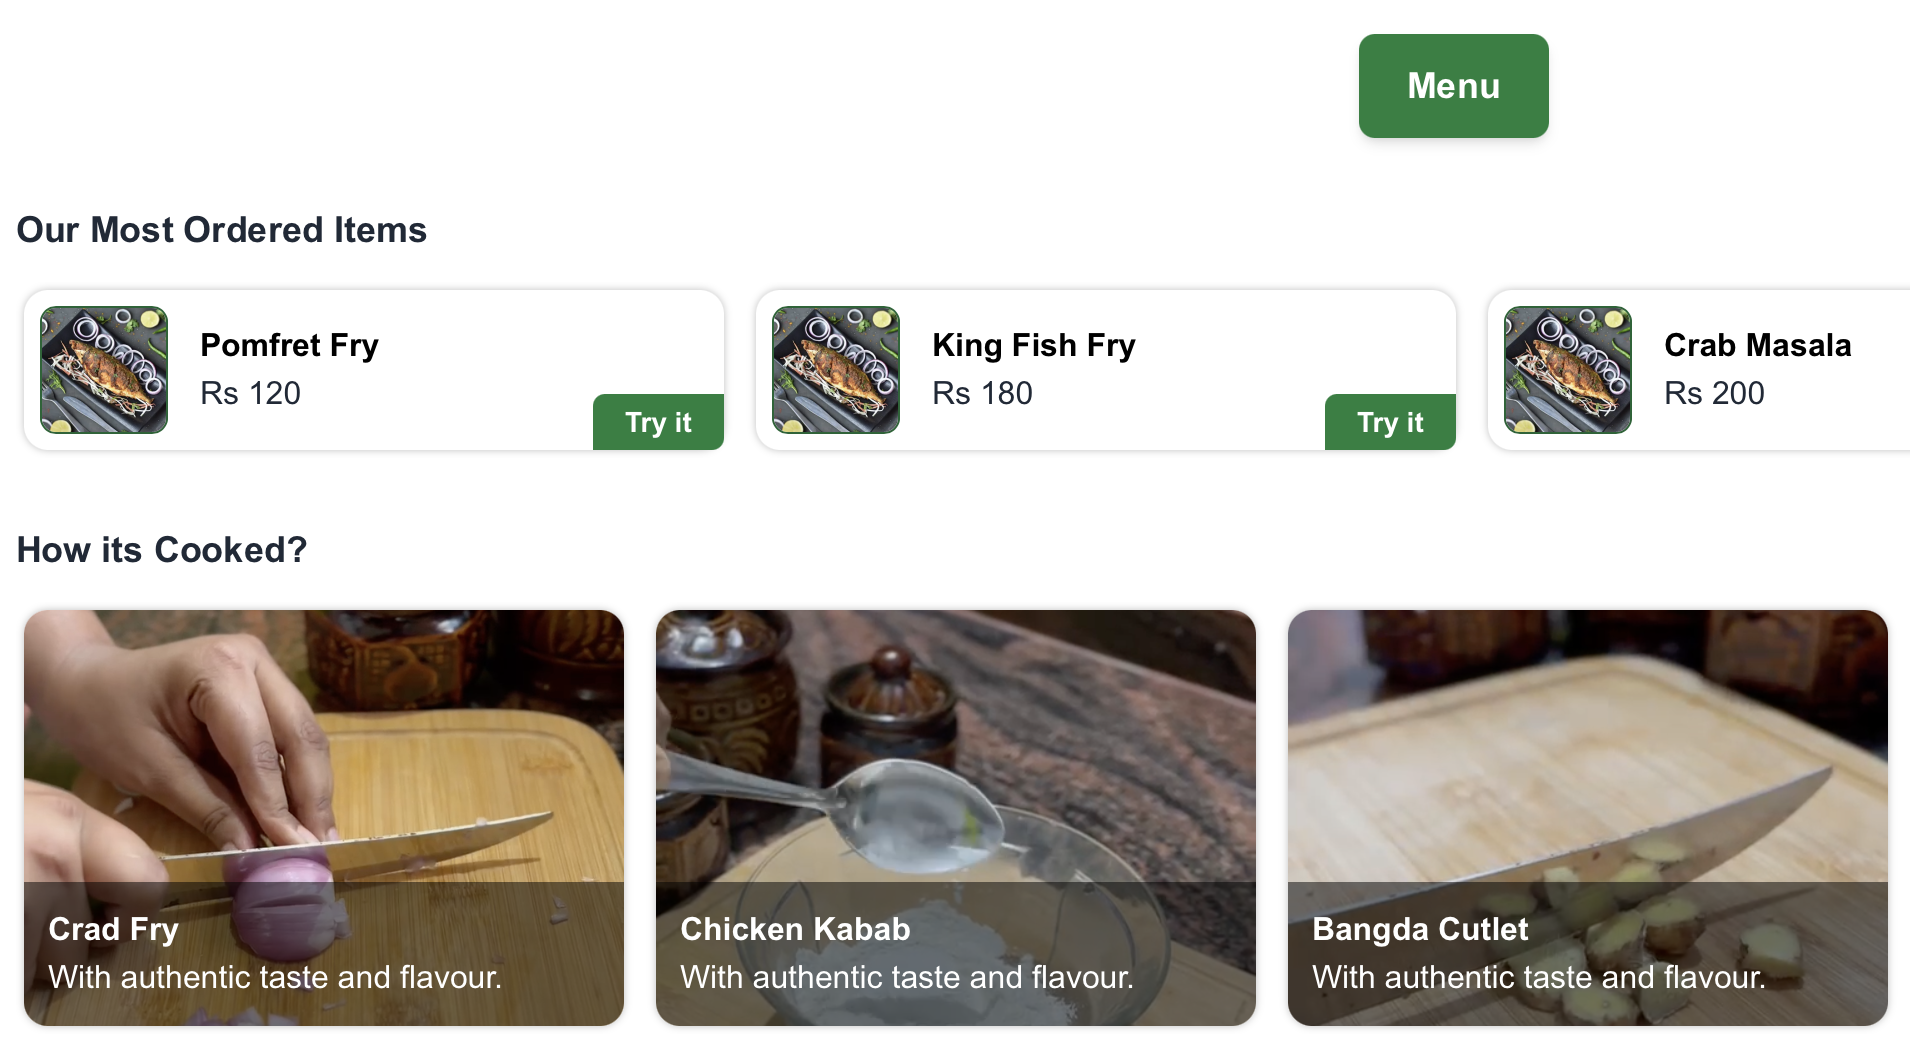 Menu
Our Most Ordered Items
Pomfret Fry
Rs 120
Try it
King Fish Fry
Rs 180
Try it
Crab Masala
Rs 200
How its Cooked?
Crad Fry
With authentic taste and flavour.
Chicken Kabab
With authentic taste and flavour.
Bangda Cutlet
With authentic taste and flavour.